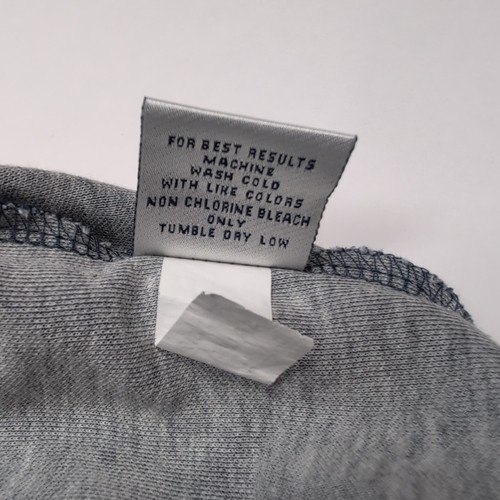 FOR BEST RESULTS
MACHINE
WASH COLD
WITH LIKE COLORS
NON CHLORINE BLEACH
ONLY
TUMBLE DRY LOW